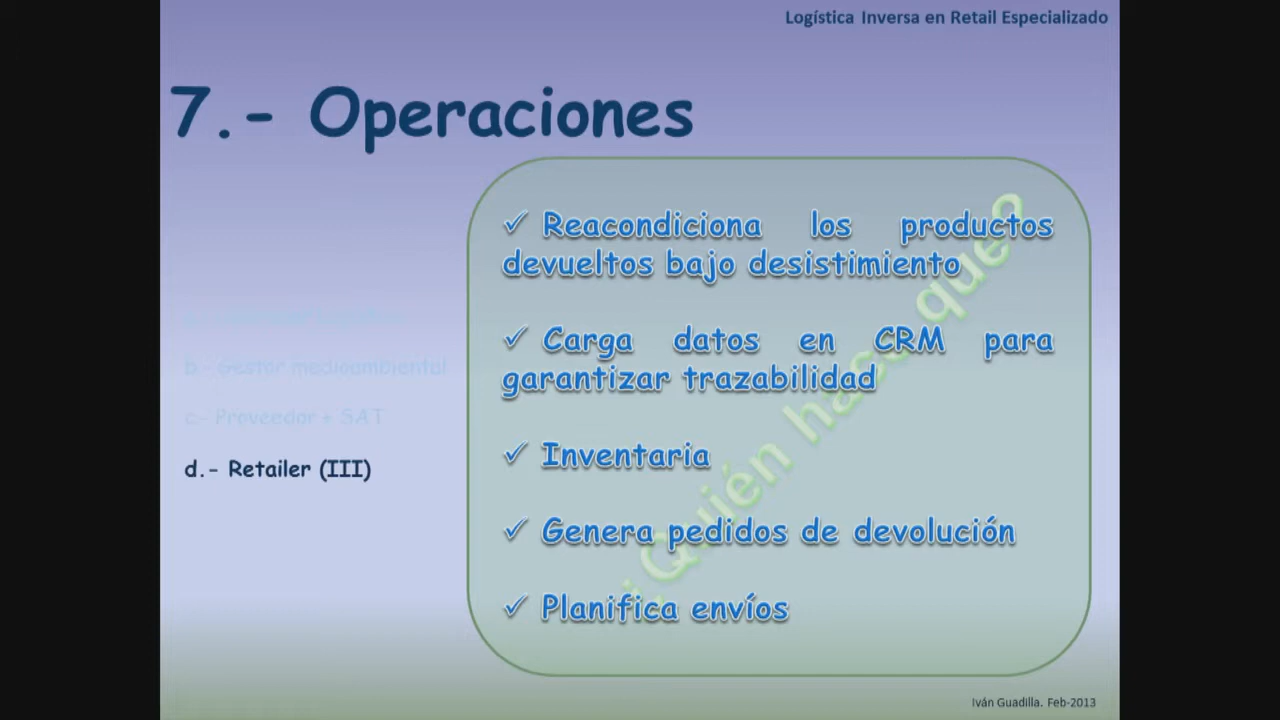 Logística Inversa en Retail Especializado
7.- Operaciones
✓ Reacondiciona los productos
devueltos bajo desistimiento
✓ Carga datos en CRM para
garantizar trazabilidad
✓ Inventaria
✓ Genera pedidos de devolución
✓ Planifica envíos
b.- Gestor medioambiental
c.- Proveedor + SAT
d.- Retailer (III)
¿Quién hace que?
Iván Guadilla. Feb-2013